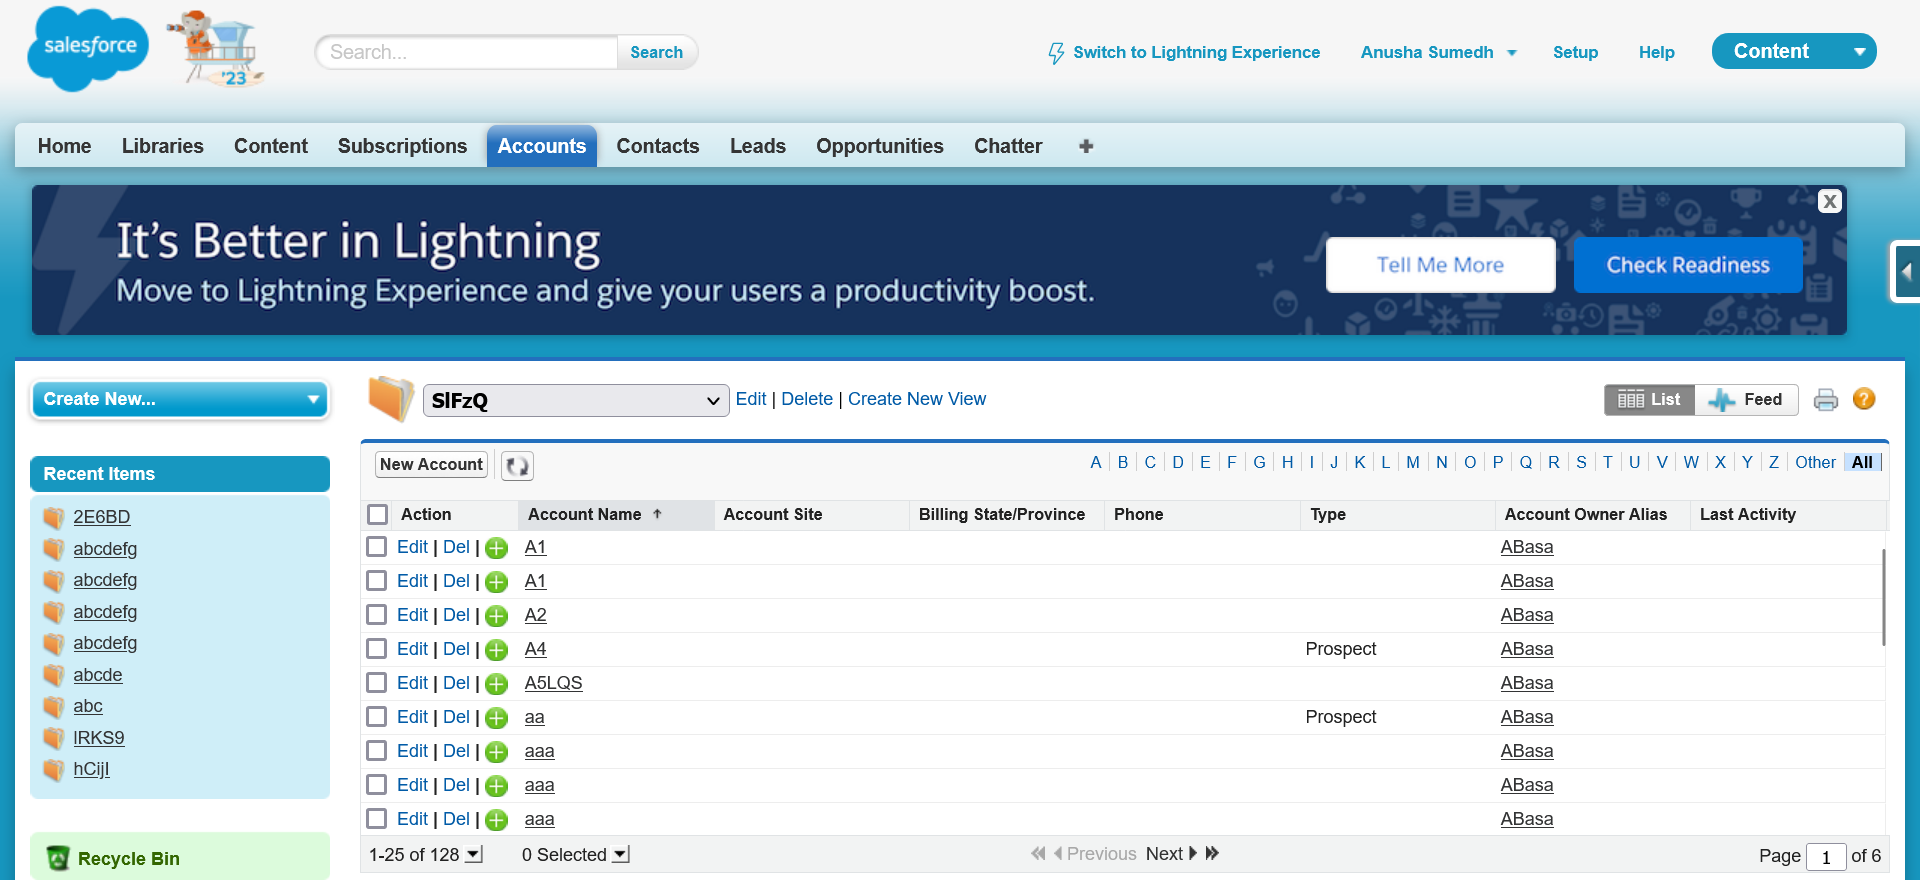 salesforce
'23
Search...
Search
Switch to Lightning Experience
Anusha Sumedh
Setup
Help
Content
Home Libraries Content Subscriptions Accounts Contacts Leads Opportunities Chatter +
It's Better in Lightning
Move to Lightning Experience and give your users a productivity boost.
Tell Me More
Check Readiness
X
Create New...
Recent Items
2E6BD
abcdefg
abcdefg
abcdefg
abcdefg
abcde
abc
IRKS9
hCijI
Recycle Bin
SIFzQ
Edit | Delete | Create New View
List
Feed
?
New Account
A B C D E F G H I J K L M N O P Q R S T U V W X Y Z Other All
Action Account Name Account Site Billing State/Province Phone Type Account Owner Alias Last Activity
Edit | Del | A1 ABasa
Edit | Del | A1 ABasa
Edit | Del | A2 ABasa
Edit | Del | A4 Prospect ABasa
Edit | Del | A5LQS ABasa
Edit | Del | aa Prospect ABasa
Edit | Del | aaa ABasa
Edit | Del | aaa ABasa
Edit | Del | aaa ABasa
1-25 of 128
0 Selected
Previous Next
Page 1 of 6